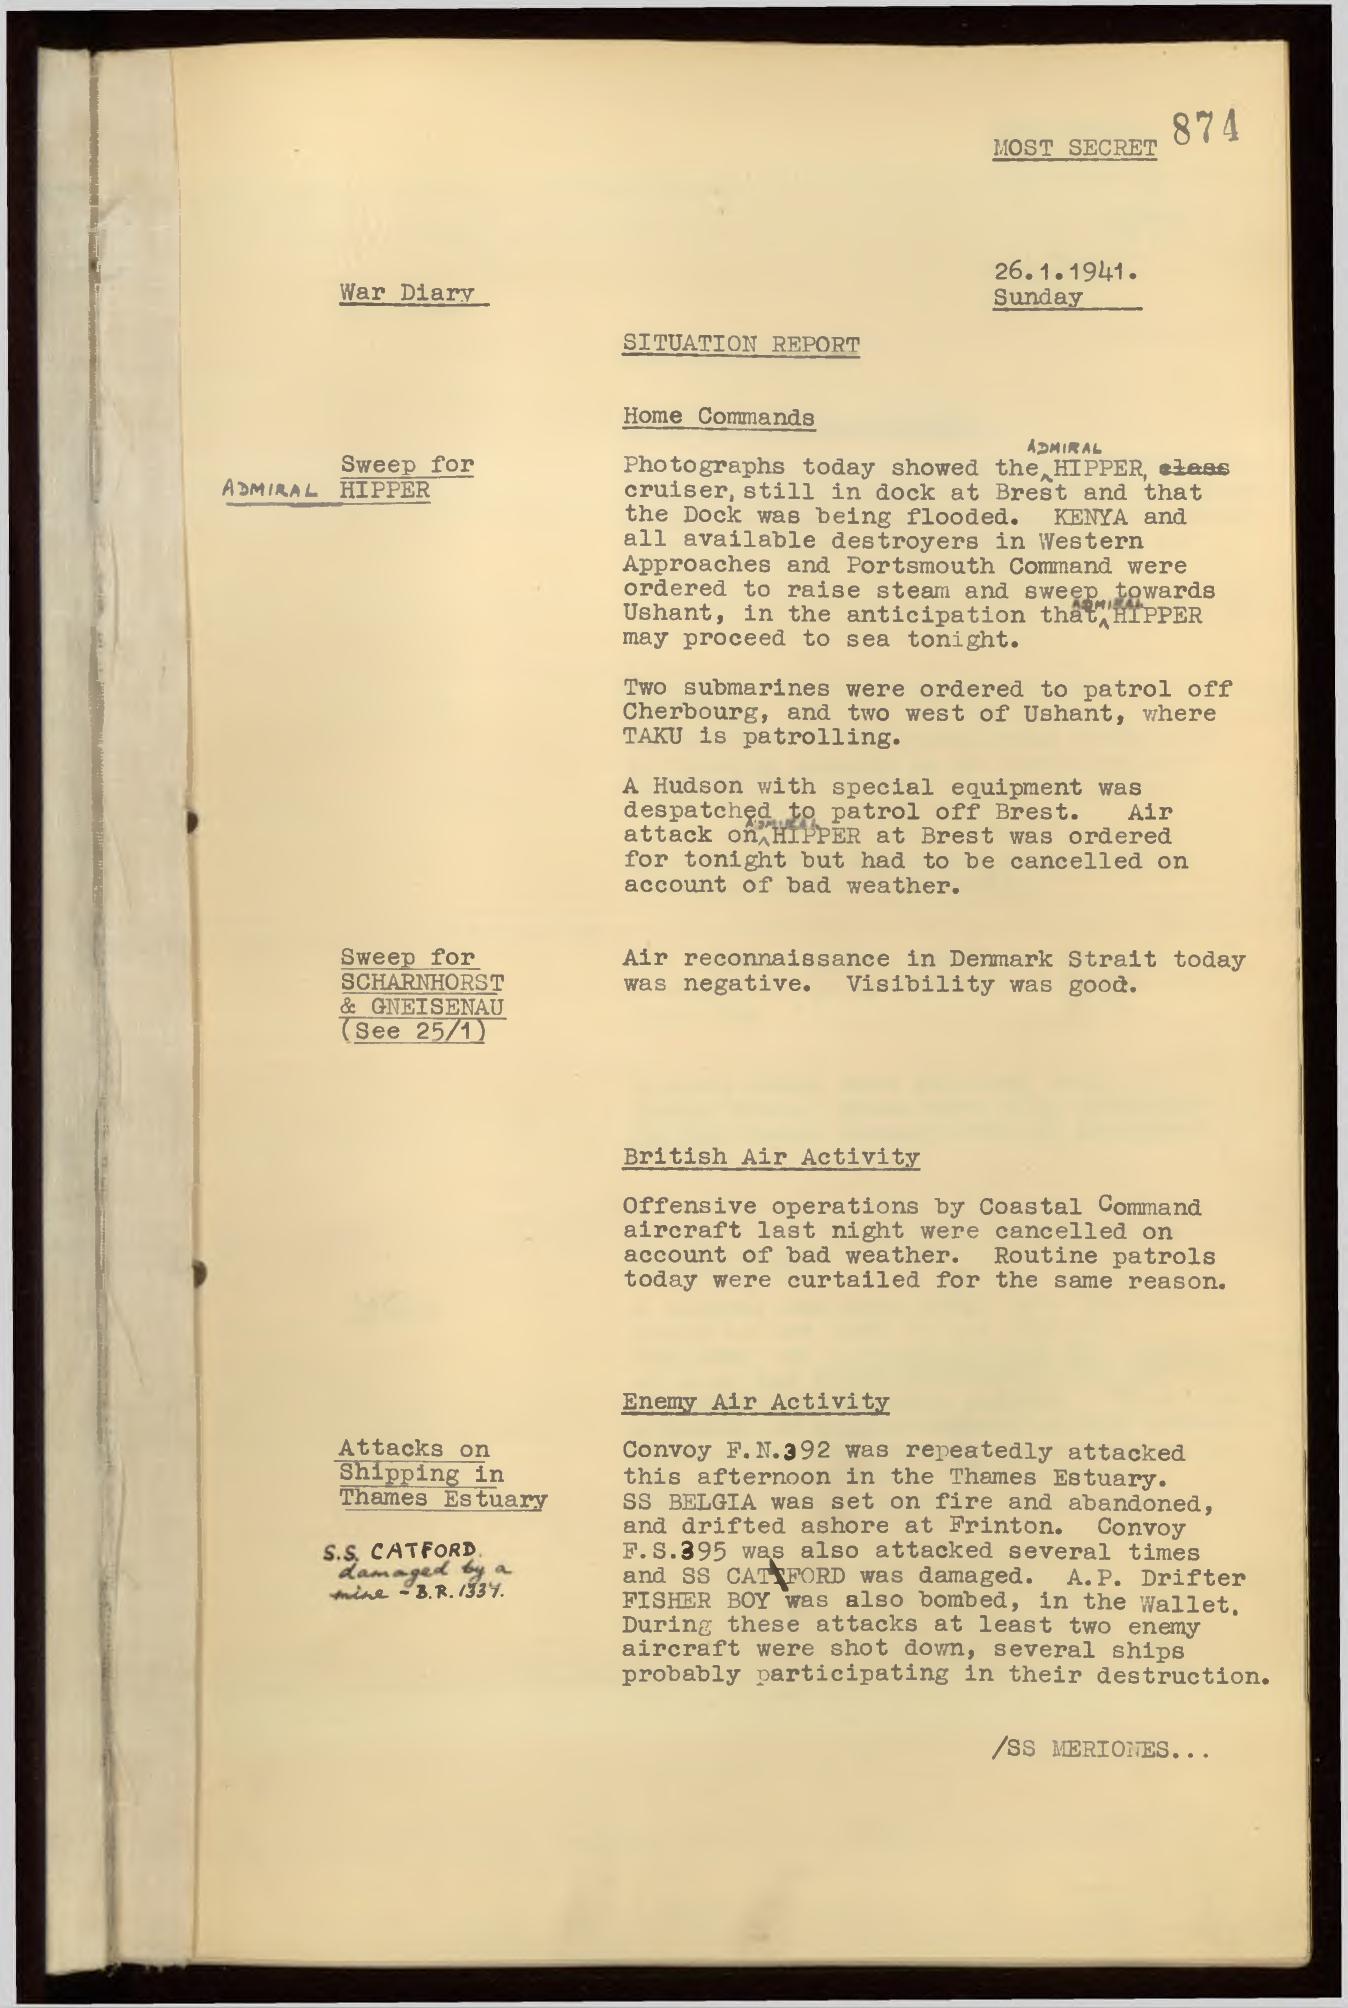 874
MOST SECRET
26.1.1941.
War Diary
Sunday
SITUATION REPORT
Home Commands
ADMIRAL
Sweep for
ADMIRAL HIPPER
Photographs today showed the HIPPER, class
cruiser, still in dock at Brest and that
the Dock was being flooded. KENYA and
all available destroyers in Western
Approaches and Portsmouth Command were
ordered to raise steam and sweep towards
ADMIRAL
Ushant, in the anticipation that HIPPER
may proceed to sea tonight.
Two submarines were ordered to patrol off
Cherbourg, and two west of Ushant, where
TAKU is patrolling.
A Hudson with special equipment was
despatched to patrol off Brest. Air
ADMIRAL
attack on HIPPER at Brest was ordered
for tonight but had to be cancelled on
account of bad weather.
Sweep for
SCHARNHORST
& GNEISENAU
(See 25/1)
Air reconnaissance in Denmark Strait today
was negative. Visibility was good.
British Air Activity
Offensive operations by Coastal Command
aircraft last night were cancelled on
account of bad weather. Routine patrols
today were curtailed for the same reason.
Enemy Air Activity
Attacks on
Shipping in
Thames Estuary
S.S. CATFORD
damaged by a
mine - B.R. 1337.
Convoy F.N.392 was repeatedly attacked
this afternoon in the Thames Estuary.
SS BELGIA was set on fire and abandoned,
and drifted ashore at Frinton. Convoy
F.S.395 was also attacked several times
and SS CATFORD was damaged. A.P. Drifter
FISHER BOY was also bombed, in the Wallet.
During these attacks at least two enemy
aircraft were shot down, several ships
probably participating in their destruction.
/SS MERIONES...